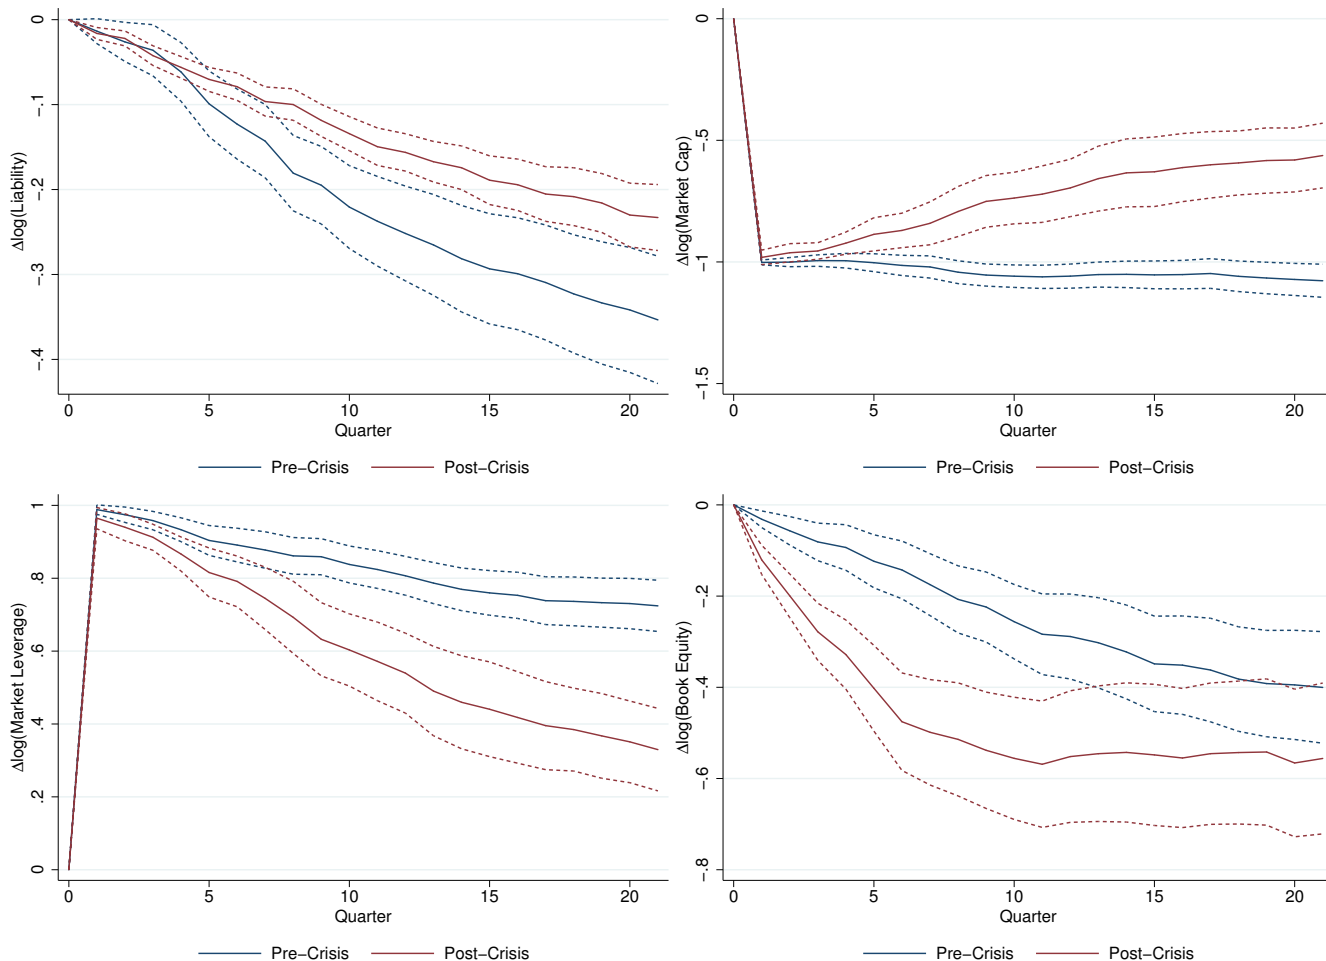 Δlog(Liability)
0
−.1
−.2
−.3
−.4
0 5 10 15 20
Quarter
Pre−Crisis Post−Crisis
Δlog(Market Cap)
0
−.5
−1
−1.5
0 5 10 15 20
Quarter
Pre−Crisis Post−Crisis
Δlog(Market Leverage)
1
.8
.6
.4
.2
0
0 5 10 15 20
Quarter
Pre−Crisis Post−Crisis
Δlog(Book Equity)
0
−.2
−.4
−.6
−.8
0 5 10 15 20
Quarter
Pre−Crisis Post−Crisis